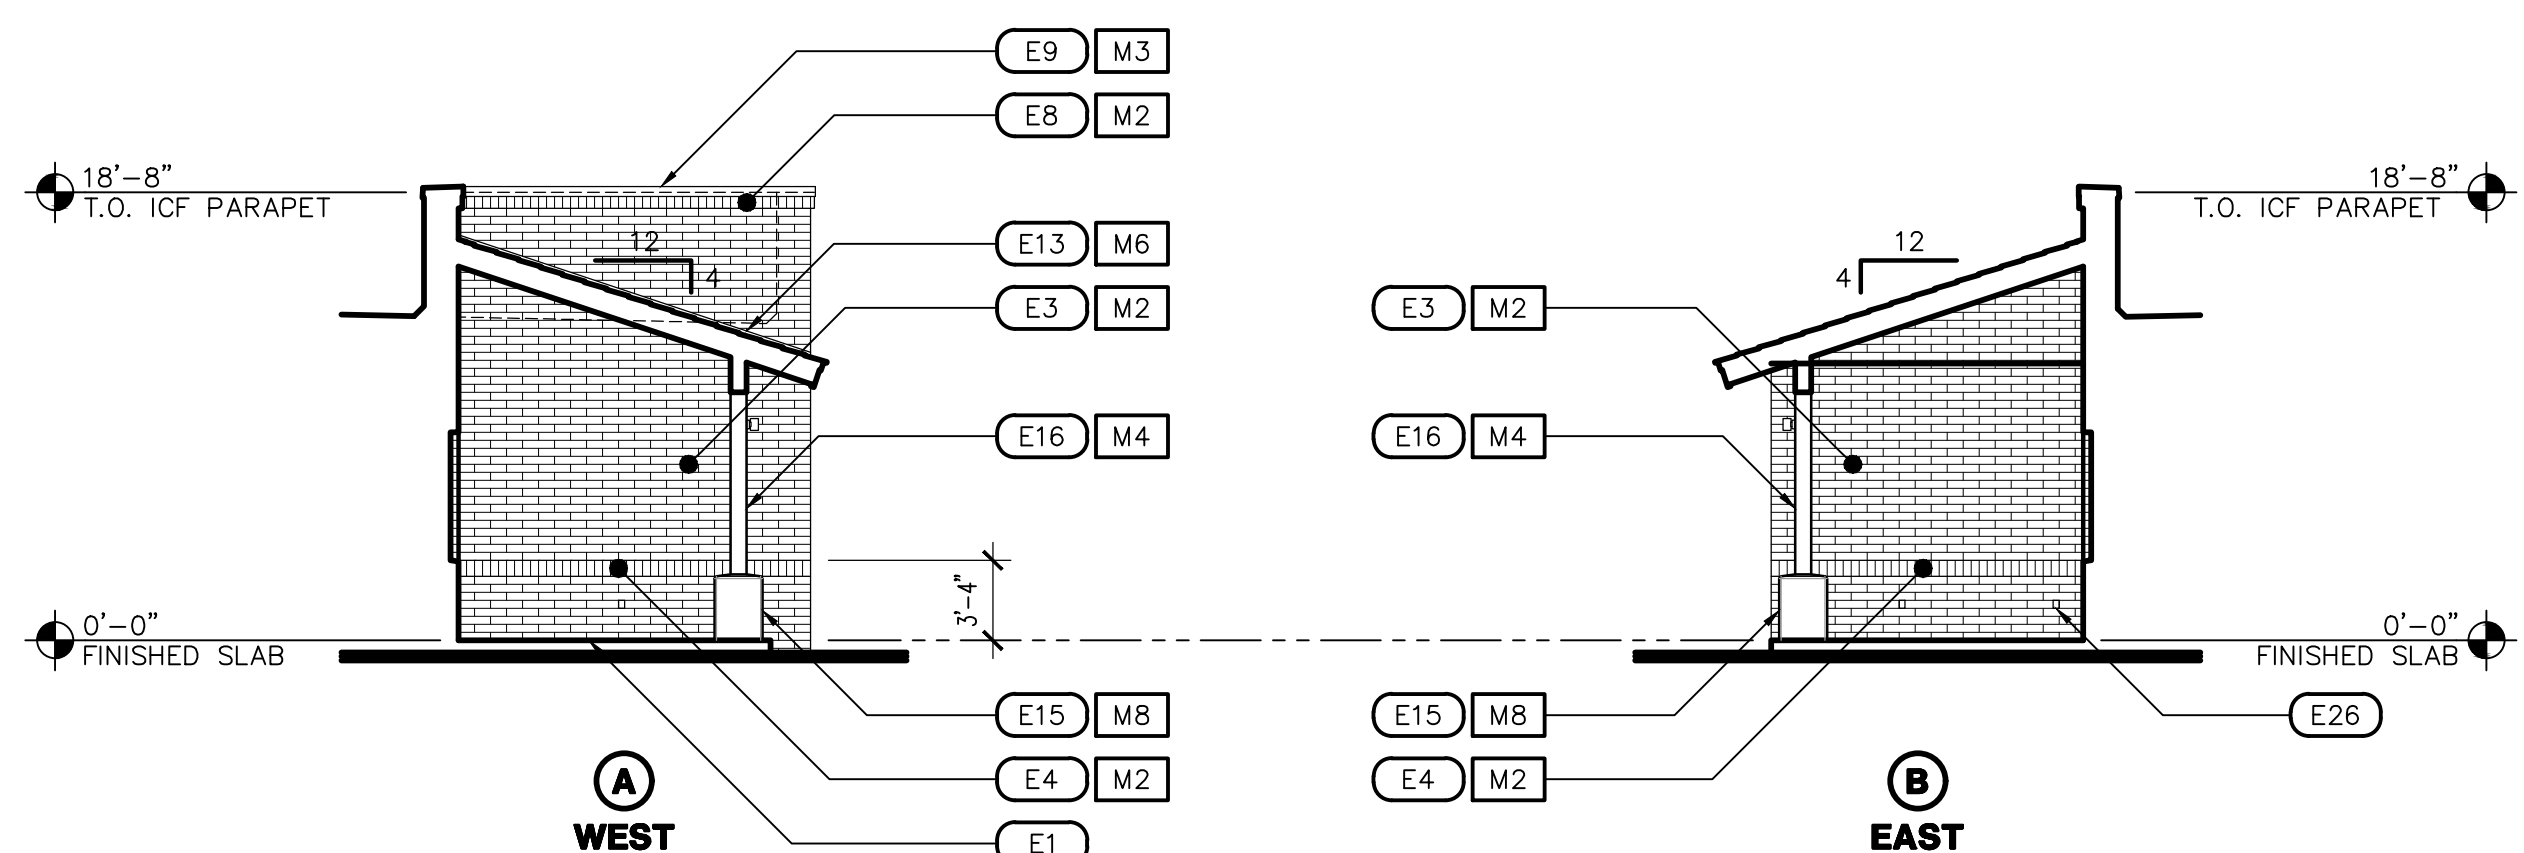 E9 M3
E8 M2
18'-8"
T.O. ICF PARAPET
12
4
E13 M6
E3 M2
E16 M4
3'-4"
0'-0"
FINISHED SLAB
E15 M8
E4 M2
E1
A
WEST
18'-8"
T.O. ICF PARAPET
12
4
E3 M2
E16 M4
0'-0"
FINISHED SLAB
E15 M8
E26
E4 M2
B
EAST